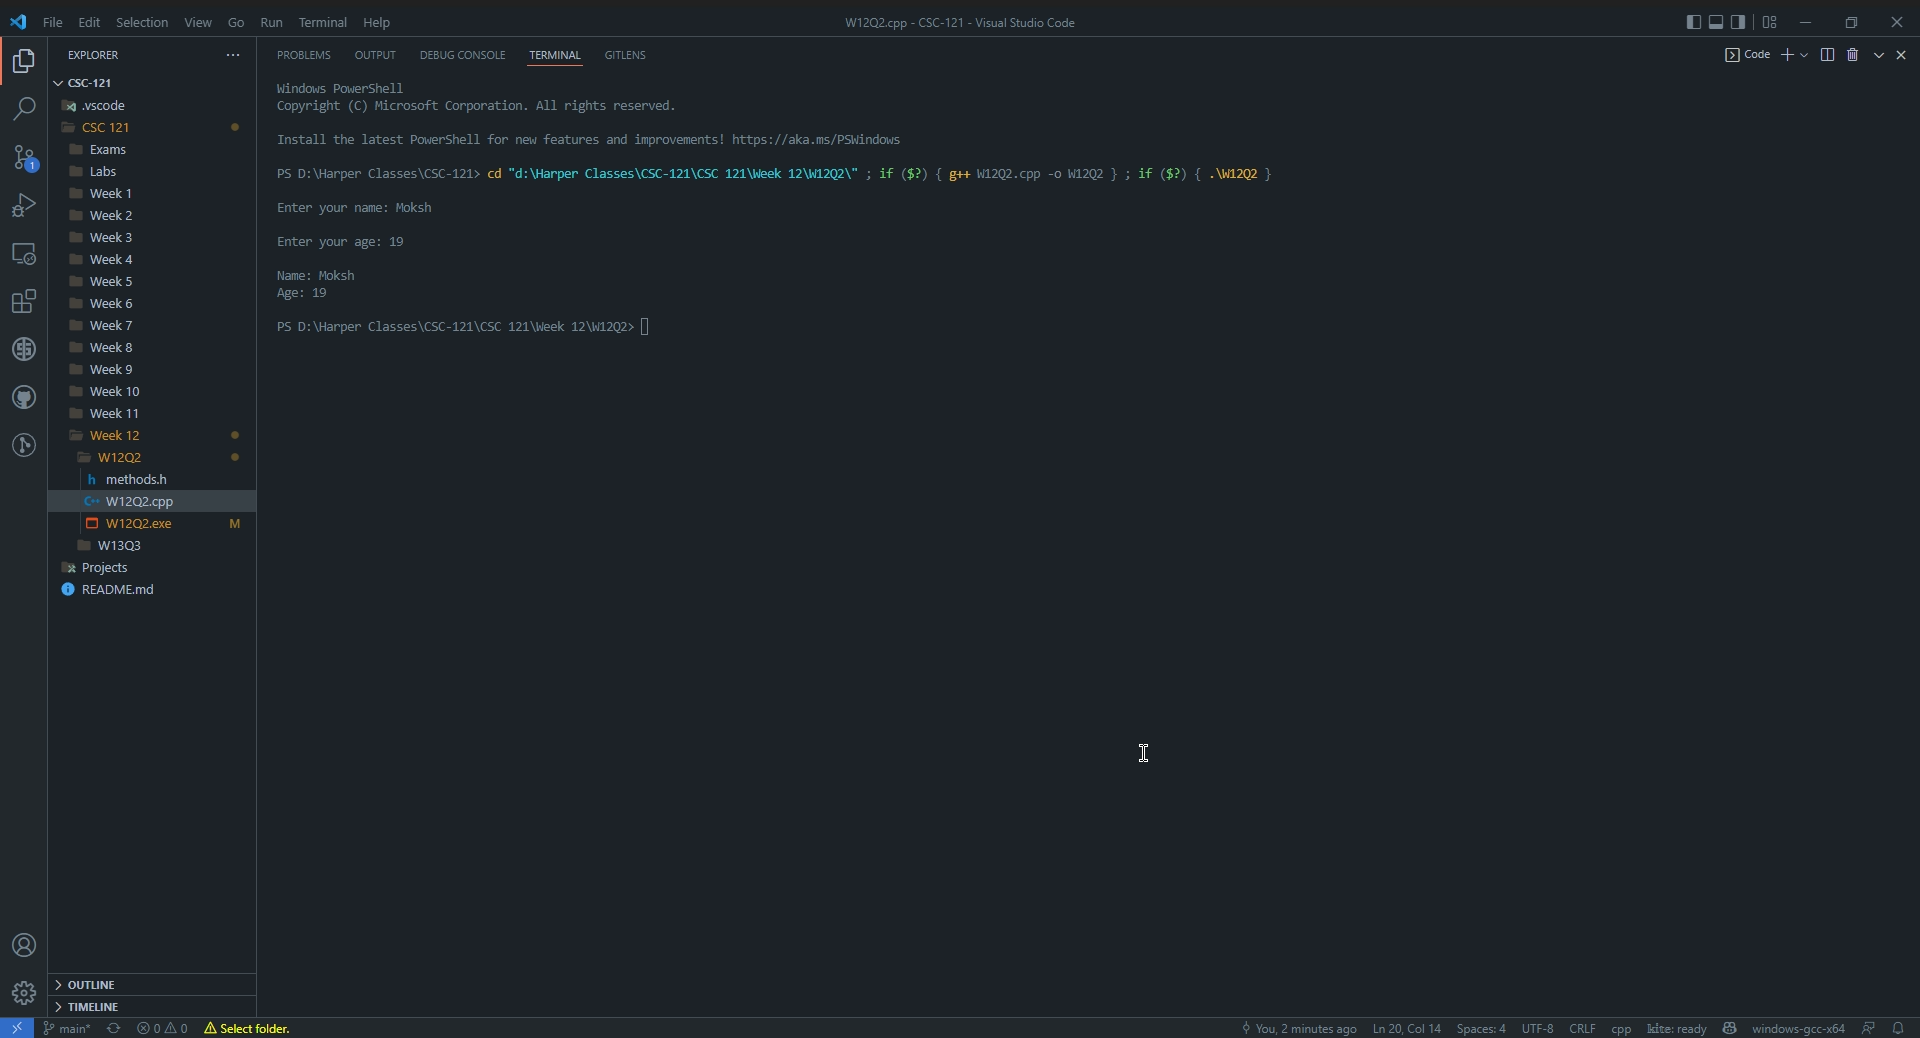 File Edit Selection View Go Run Terminal Help
W12Q2.cpp - CSC-121 - Visual Studio Code
EXPLORER
PROBLEMS OUTPUT DEBUG CONSOLE TERMINAL GITLENS
Code
CSC-121
.vscode
CSC 121
Exams
Labs
Week 1
Week 2
Week 3
Week 4
Week 5
Week 6
Week 7
Week 8
Week 9
Week 10
Week 11
Week 12
W12Q2
h methods.h
C++ W12Q2.cpp
W12Q2.exe M
W13Q3
Projects
README.md
OUTLINE
TIMELINE
1
Windows PowerShell
Copyright (C) Microsoft Corporation. All rights reserved.
Install the latest PowerShell for new features and improvements! https://aka.ms/PSWindows
PS D:\Harper Classes\CSC-121> cd "d:\Harper Classes\CSC-121\CSC 121\Week 12\W12Q2\" ; if ($?) { g++ W12Q2.cpp -o W12Q2 } ; if ($?) { .\W12Q2 }
Enter your name: Moksh
Enter your age: 19
Name: Moksh
Age: 19
PS D:\Harper Classes\CSC-121\CSC 121\Week 12\W12Q2>
main* 0 0 Select folder.
You, 2 minutes ago Ln 20, Col 14 Spaces: 4 UTF-8 CRLF cpp kite: ready windows-gcc-x64